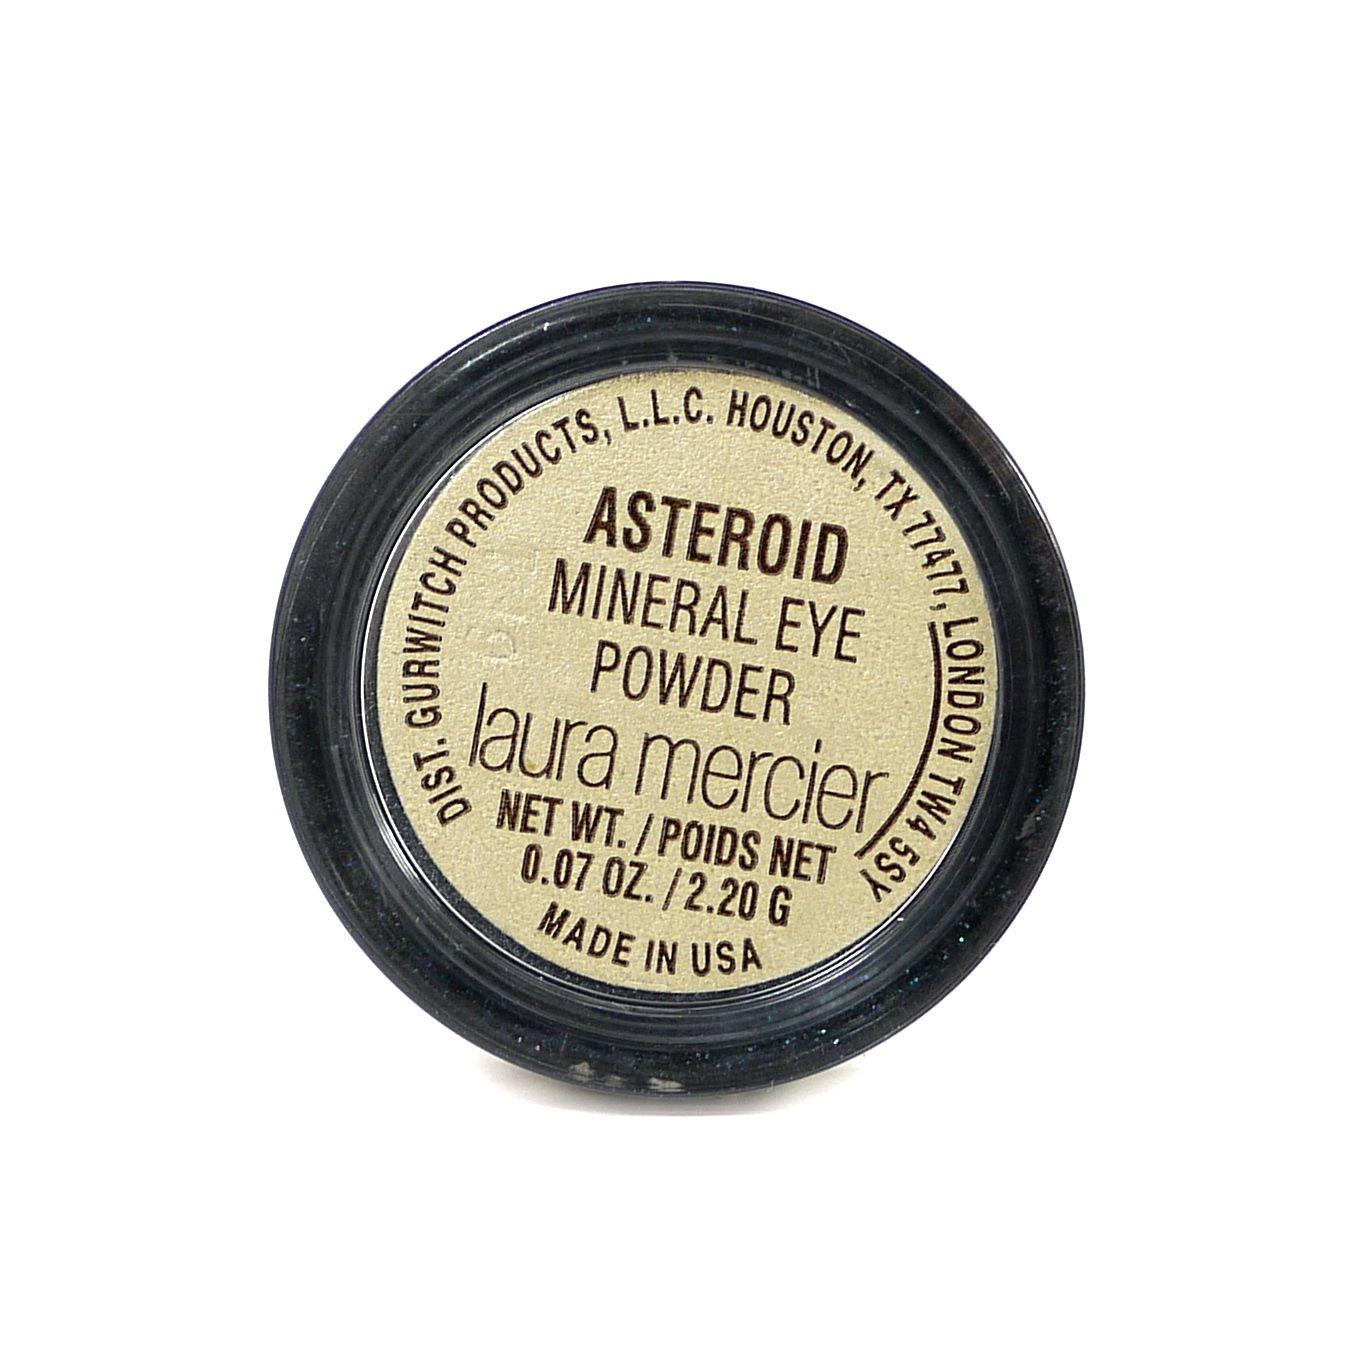 DIST. GURWITCH PRODUCTS, L.L.C. HOUSTON, TX 77477, LONDON TW4 5SY
ASTEROID
MINERAL EYE
POWDER
laura mercier
NET WT. / POIDS NET
0.07 OZ. / 2.20 G
MADE IN USA